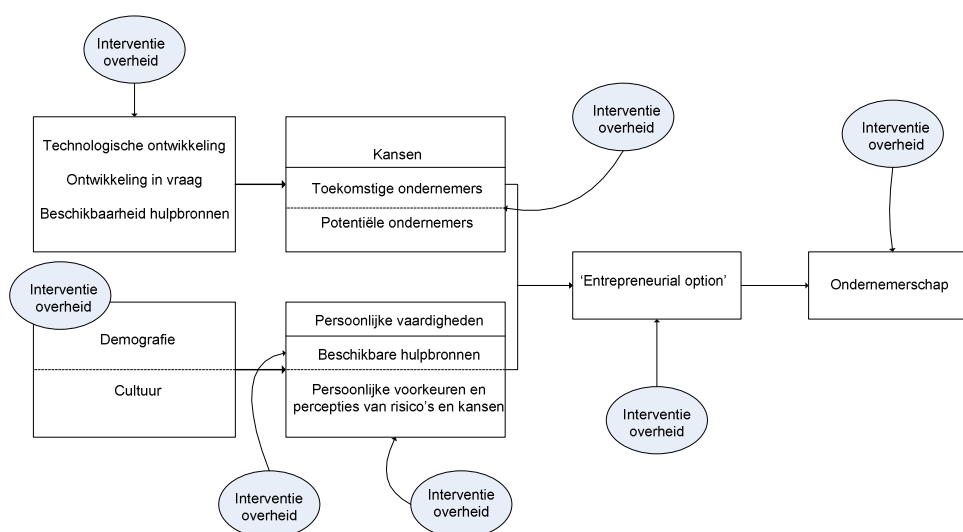 Interventie
overheid
Technologische ontwikkeling
Ontwikkeling in vraag
Beschikbaarheid hulpbronnen
Kansen
Toekomstige ondernemers
Potentiële ondernemers
Interventie
overheid
Interventie
overheid
Interventie
overheid
Demografie
Cultuur
Persoonlijke vaardigheden
Beschikbare hulpbronnen
Persoonlijke voorkeuren en
percepties van risico's en kansen
'Entrepreneurial option'
Ondernemerschap
Interventie
overheid
Interventie
overheid
Interventie
overheid